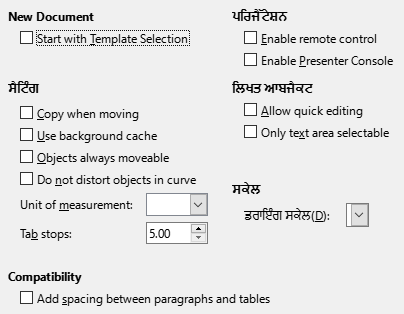 New Document
Start with Template Selection
ਸੈਟਿੰਗ
Copy when moving
Use background cache
Objects always moveable
Do not distort objects in curve
Unit of measurement:
Tab stops: 5.00
Compatibility
Add spacing between paragraphs and tables
ਪਰਿਜੈਂਟੇਸ਼ਨ
Enable remote control
Enable Presenter Console
ਲਿਖਤ ਆਬਜੈਕਟ
Allow quick editing
Only text area selectable
ਸਕੇਲ
ਡਰਾਇੰਗ ਸਕੇਲ(D):